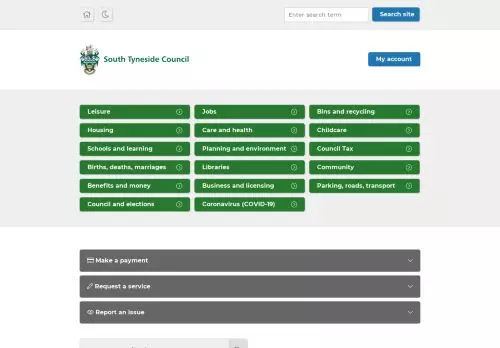 Enter search term
Search site
South Tyneside Council
My account
Leisure
Jobs
Bins and recycling
Housing
Care and health
Childcare
Schools and learning
Planning and environment
Council Tax
Births, deaths, marriages
Libraries
Community
Benefits and money
Business and licensing
Parking, roads, transport
Council and elections
Coronavirus (COVID-19)
Make a payment
Request a service
Report an issue